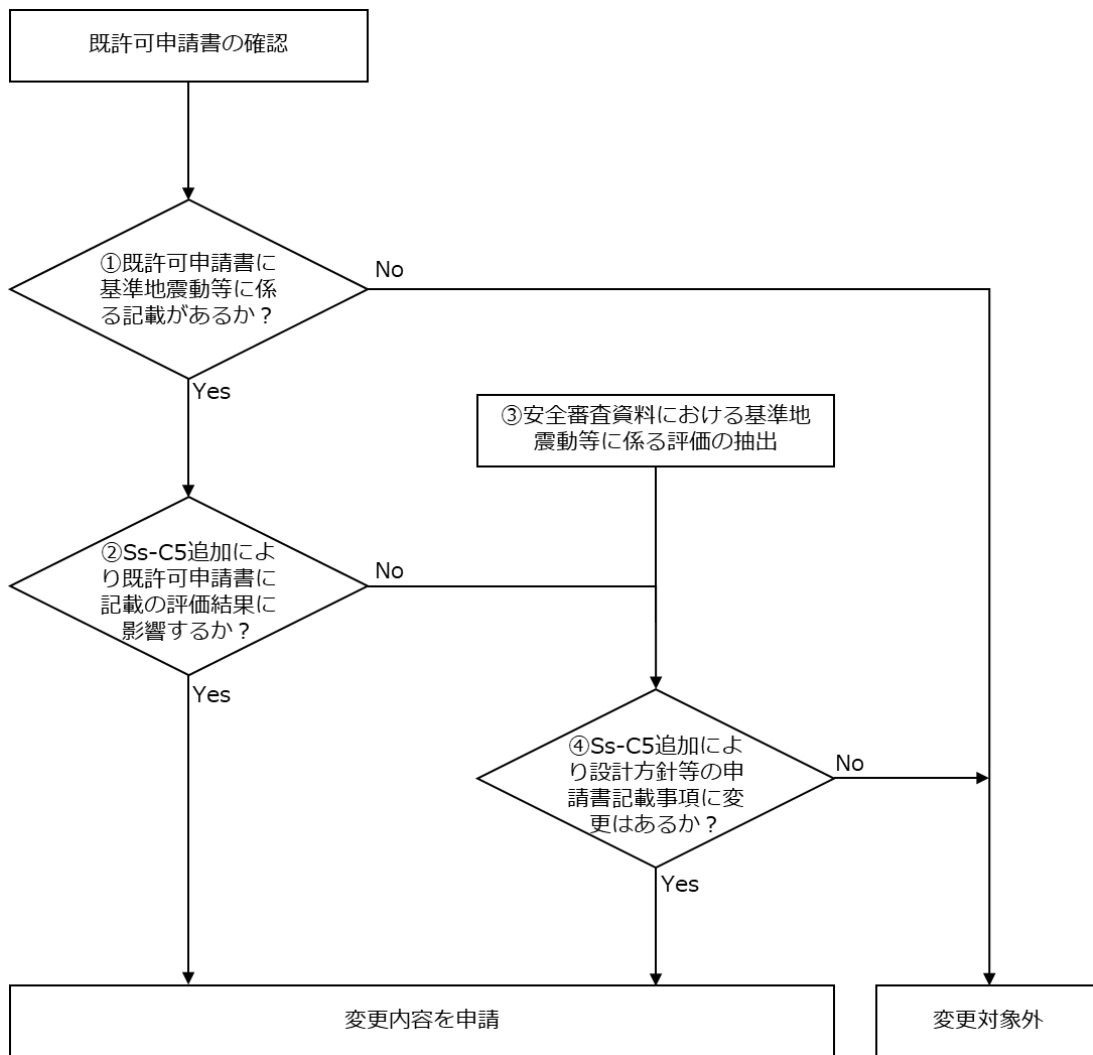 既許可申請書の確認
①既許可申請書に
基準地震動等に係
る記載があるか？
No
Yes
③安全審査資料における基準地
震動等に係る評価の抽出
②Ss-C5追加によ
り既許可申請書に
記載の評価結果に
影響するか？
No
Yes
④Ss-C5追加によ
り設計方針等の申
請書記載事項に変
更はあるか？
No
Yes
変更内容を申請
変更対象外